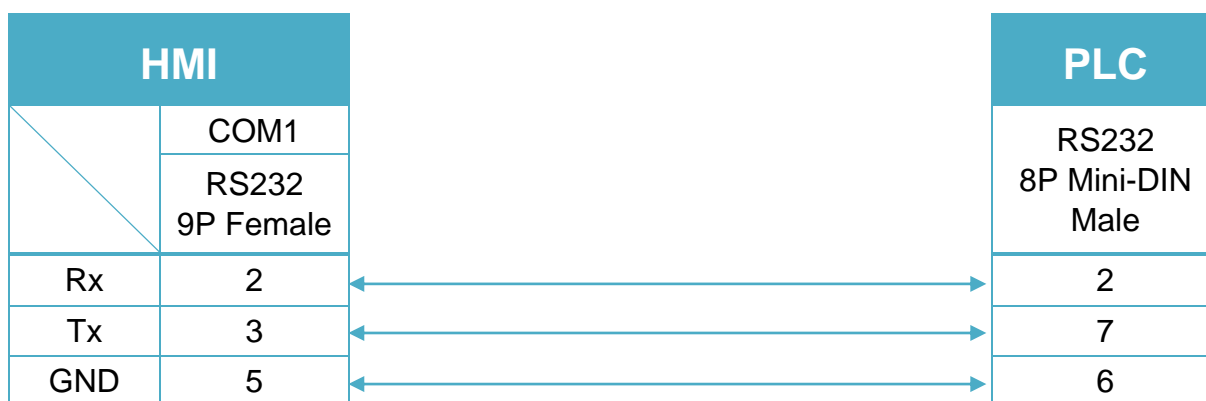 HMI
PLC
COM1
RS232
9P Female
RS232
8P Mini-DIN
Male
Rx 2 2
Tx 3 7
GND 5 6